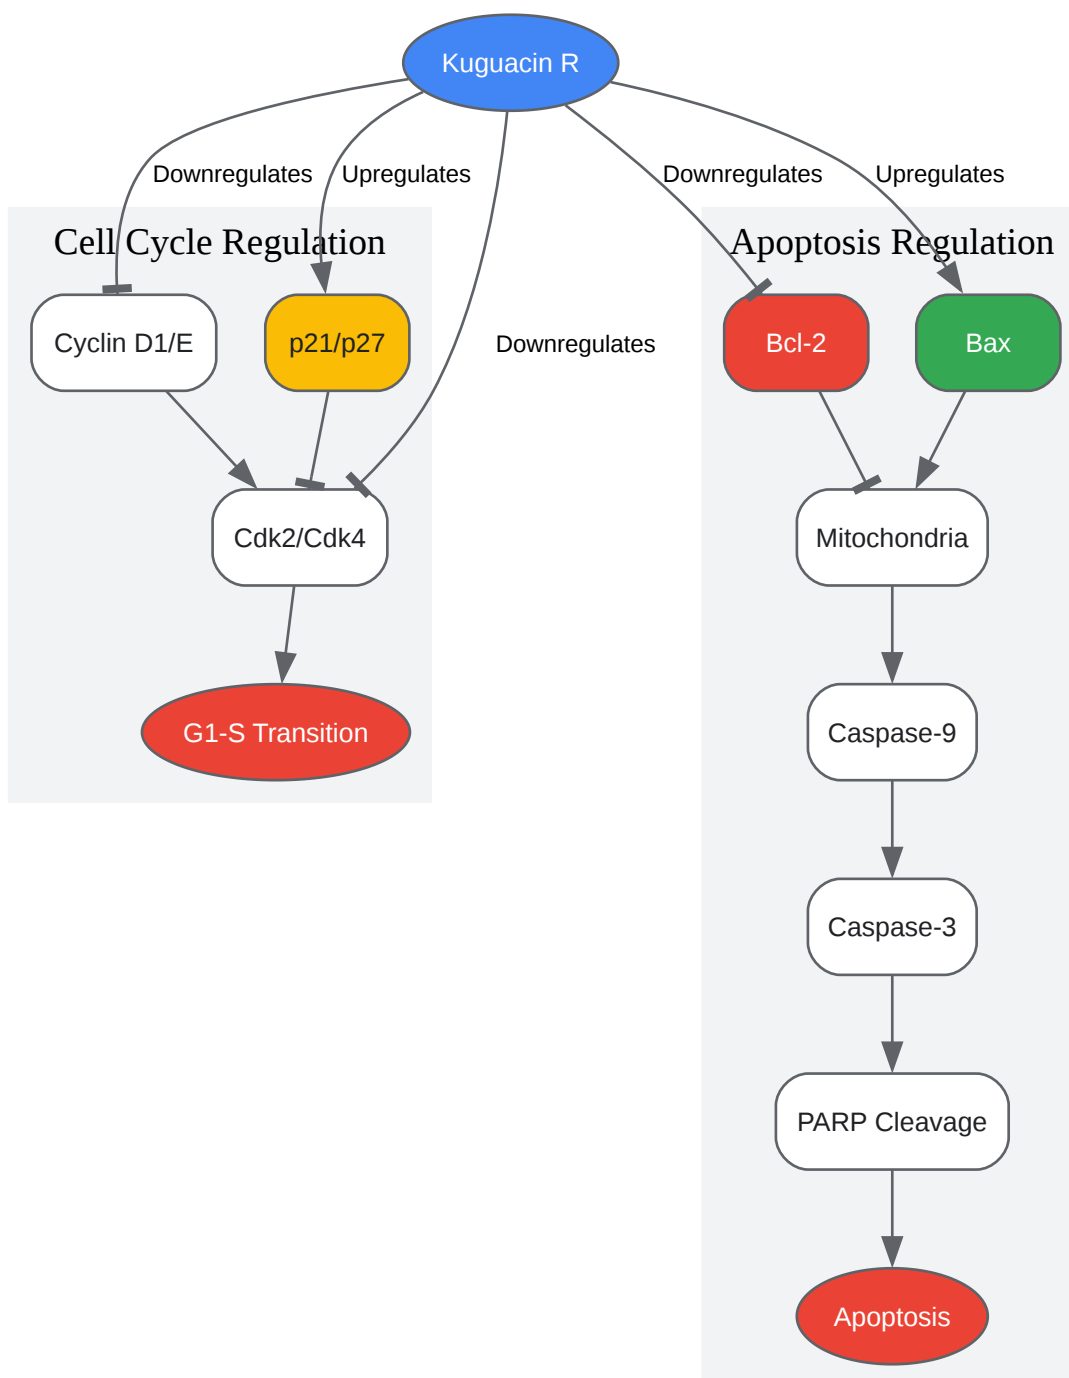 Kuguacin R
Downregulates
Upregulates
Downregulates
Upregulates
Cell Cycle Regulation
Apoptosis Regulation
Cyclin D1/E
p21/p27
Downregulates
Bcl-2
Bax
Cdk2/Cdk4
Mitochondria
G1-S Transition
Caspase-9
Caspase-3
PARP Cleavage
Apoptosis